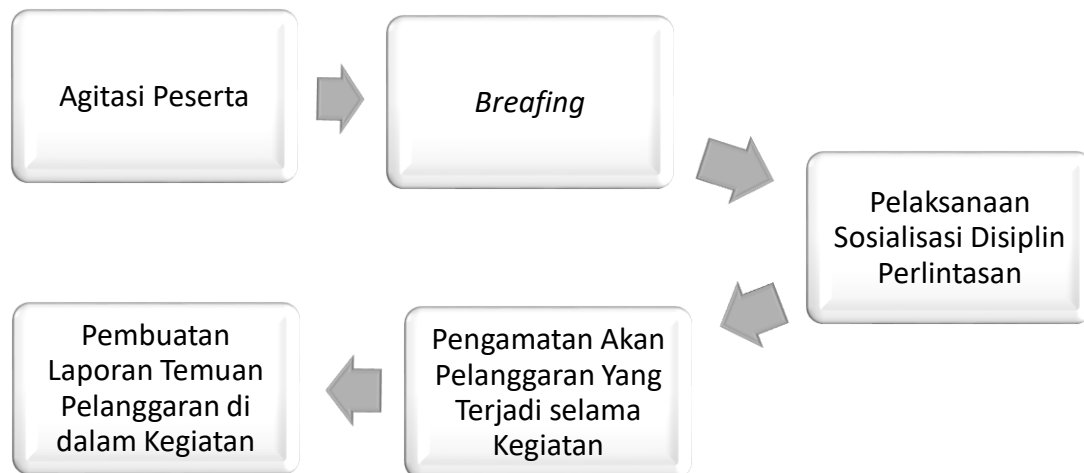 Agitasi Peserta
Breafing
Pelaksanaan
Sosialisasi Disiplin
Perlintasan
Pengamatan Akan
Pelanggaran Yang
Terjadi selama
Kegiatan
Pembuatan
Laporan Temuan
Pelanggaran di
dalam Kegiatan